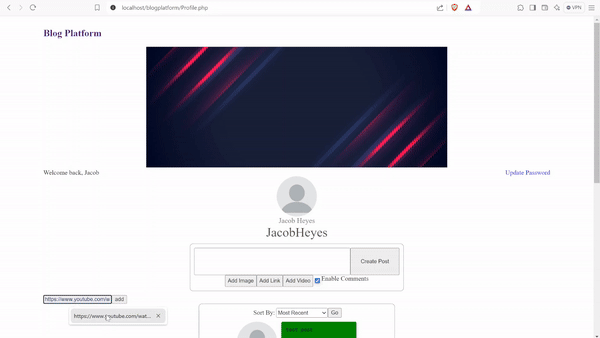 localhost/blogplatform/Profile.php
VPN
Blog Platform
Welcome back, Jacob
Update Password
Jacob Heyes
JacobHeyes
Create Post
Add Image
Add Link
Add Video
Enable Comments
https://www.youtube.com/w
add
https://www.youtube.com/wat...
Sort By:
Most Recent
Go